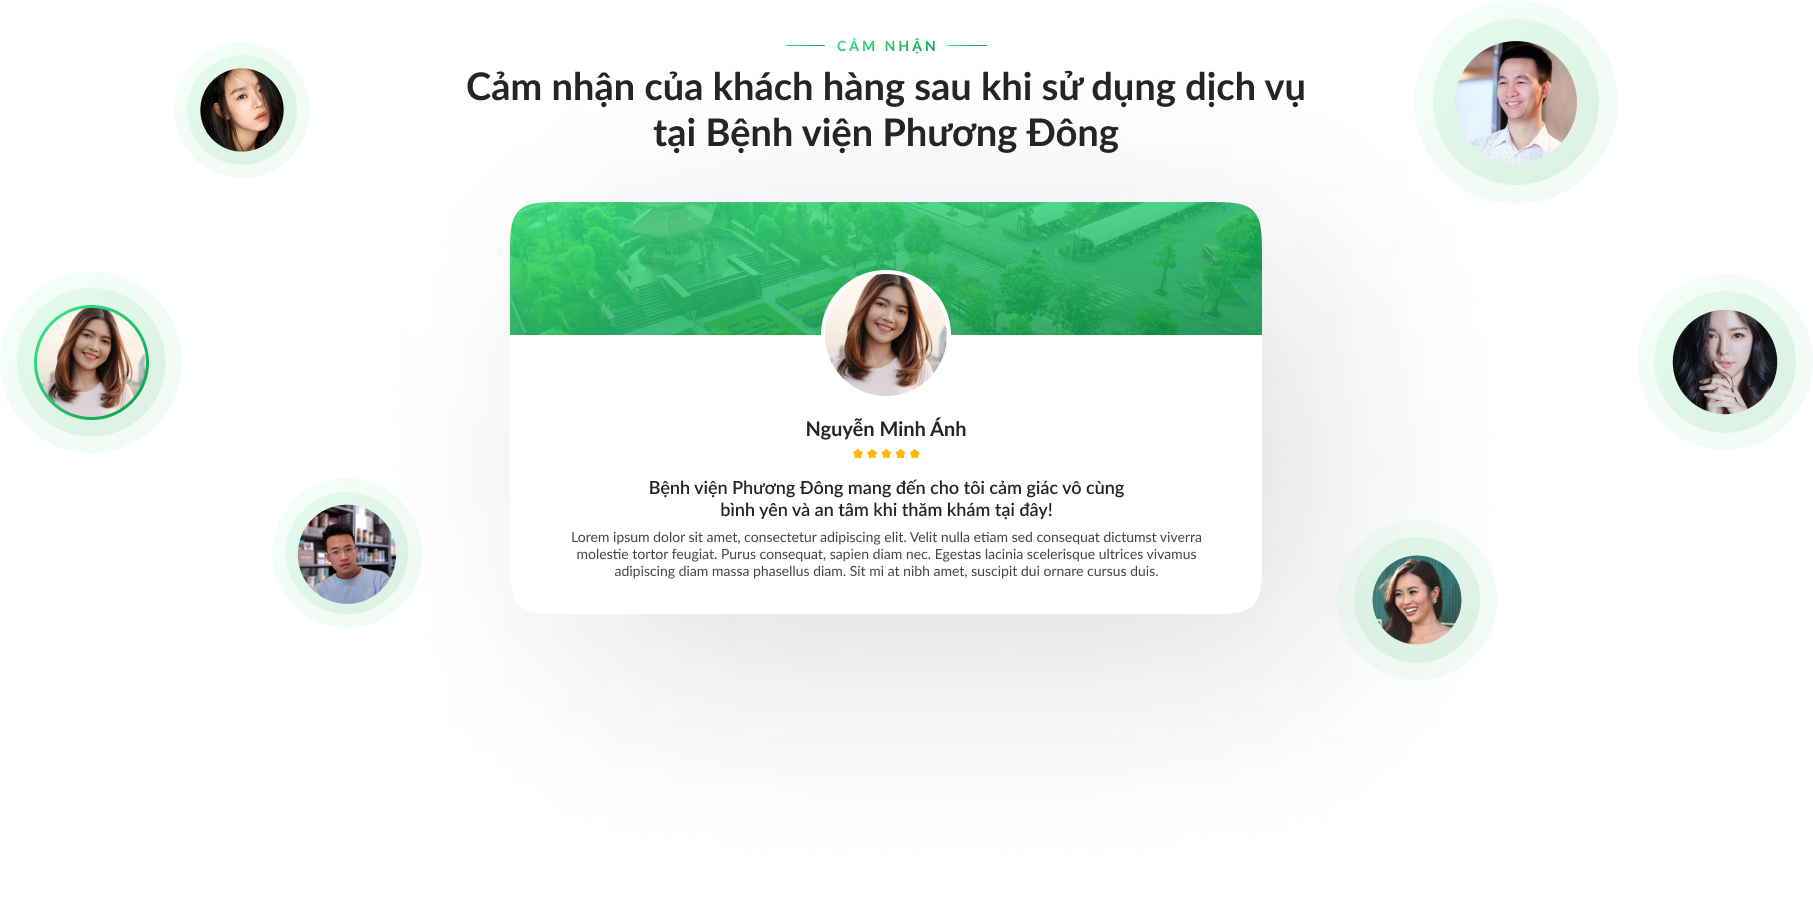 CẢM NHẬN
Cảm nhận của khách hàng sau khi sử dụng dịch vụ
tại Bệnh viện Phương Đông
Nguyễn Minh Ánh
Bệnh viện Phương Đông mang đến cho tôi cảm giác vô cùng
bình yên và an tâm khi thăm khám tại đây!
Lorem ipsum dolor sit amet, consectetur adipiscing elit. Velit nulla etiam sed consequat dictumst viverra
molestie tortor feugiat. Purus consequat, sapien diam nec. Egestas lacinia scelerisque ultrices vivamus
adipiscing diam massa phasellus diam. Sit mi at nibh amet, suscipit dui ornare cursus duis.